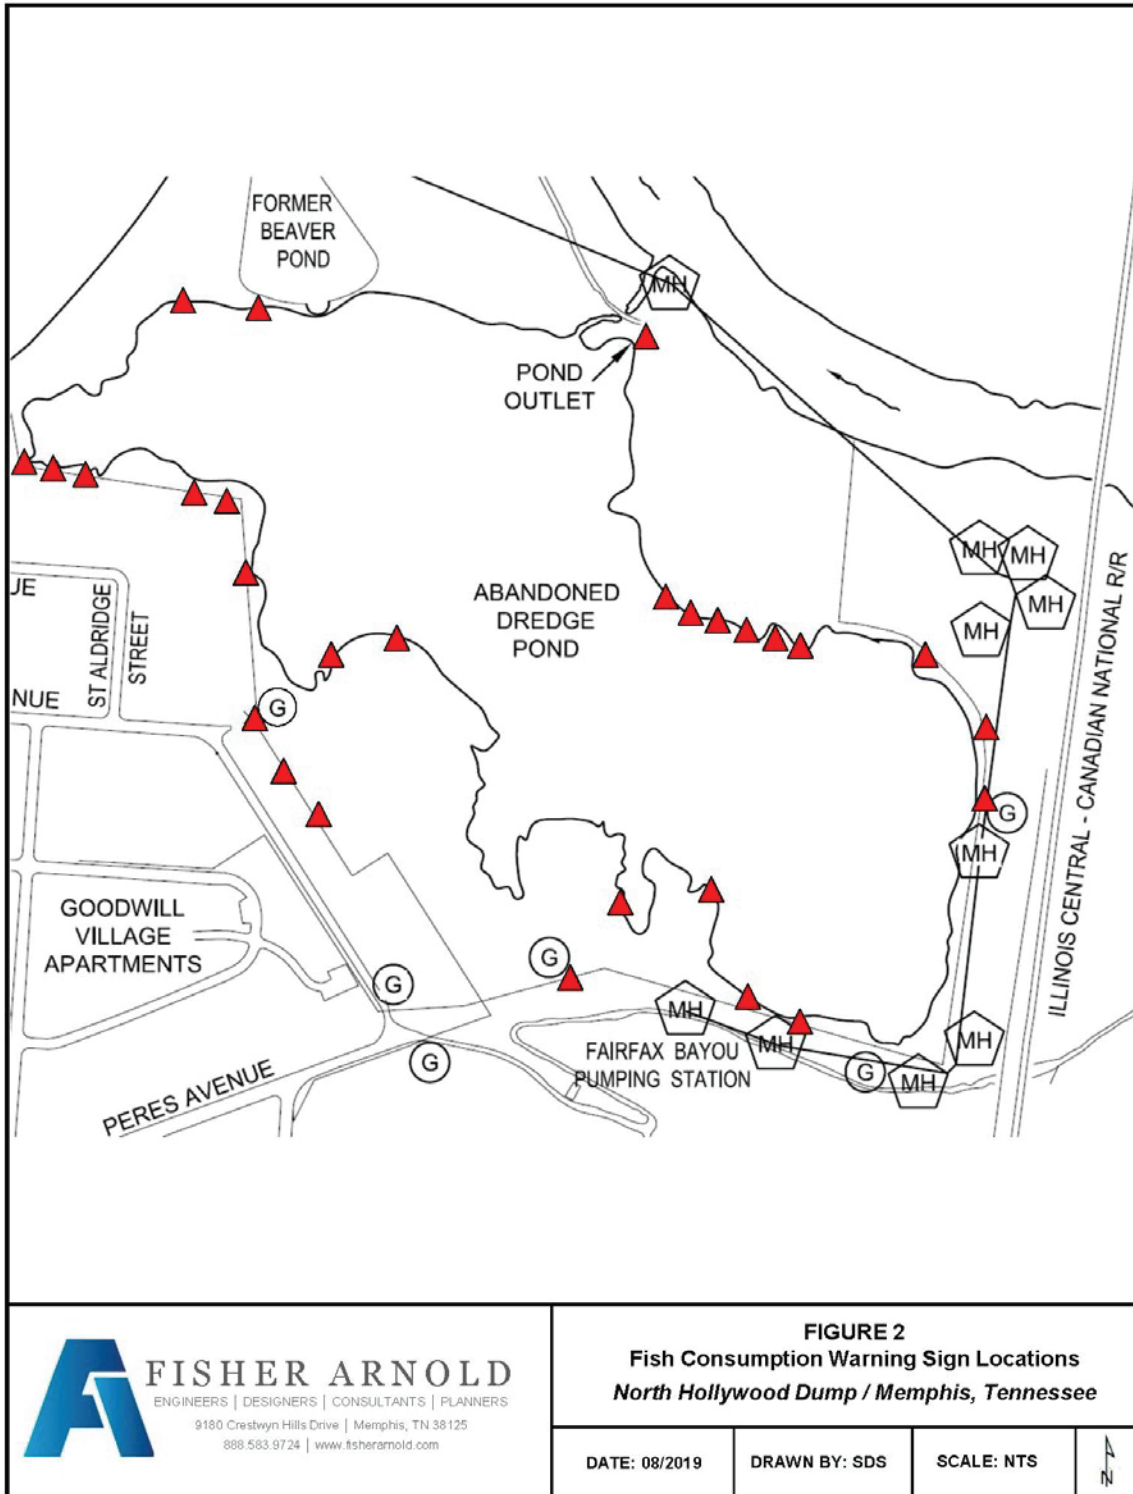 FORMER
BEAVER
POND
MH
POND
OUTLET
MH
MH
MH
MH
ABANDONED
DREDGE
POND
JE
ST ALDRIDGE
STREET
NUE
G
ILLINOIS CENTRAL - CANADIAN NATIONAL R/R
G
MH
GOODWILL
VILLAGE
APARTMENTS
G
G
MH
MH
MH
FAIRFAX BAYOU
PUMPING STATION
G
G
MH
PERES AVENUE
FISHER ARNOLD
ENGINEERS | DESIGNERS | CONSULTANTS | PLANNERS
9180 Crestwyn Hills Drive | Memphis, TN 38125
888.583.9724 | www.fisherarnold.com
FIGURE 2
Fish Consumption Warning Sign Locations
North Hollywood Dump / Memphis, Tennessee
DATE: 08/2019
DRAWN BY: SDS
SCALE: NTS
N